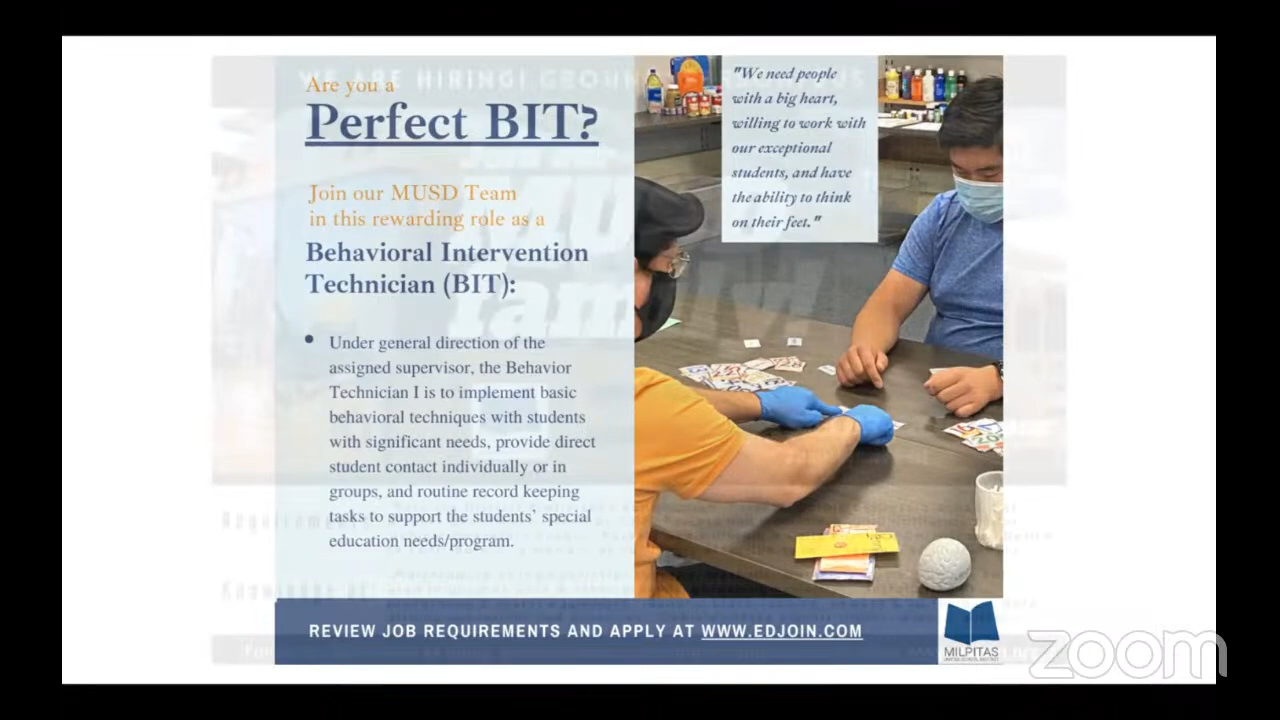 Are you a
Perfect BIT?
Join our MUSD Team
in this rewarding role as a
Behavioral Intervention
Technician (BIT):
• Under general direction of the
assigned supervisor, the Behavior
Technician I is to implement basic
behavioral techniques with students
with significant needs, provide direct
student contact individually or in
groups, and routine record keeping
tasks to support the students' special
education needs/program.
"We need people
with a big heart,
willing to work with
our exceptional
students, and have
the ability to think
on their feet."
REVIEW JOB REQUIREMENTS AND APPLY AT WWW.EDJOIN.COM
MILPITAS
zoom
WE ARE HIRING!